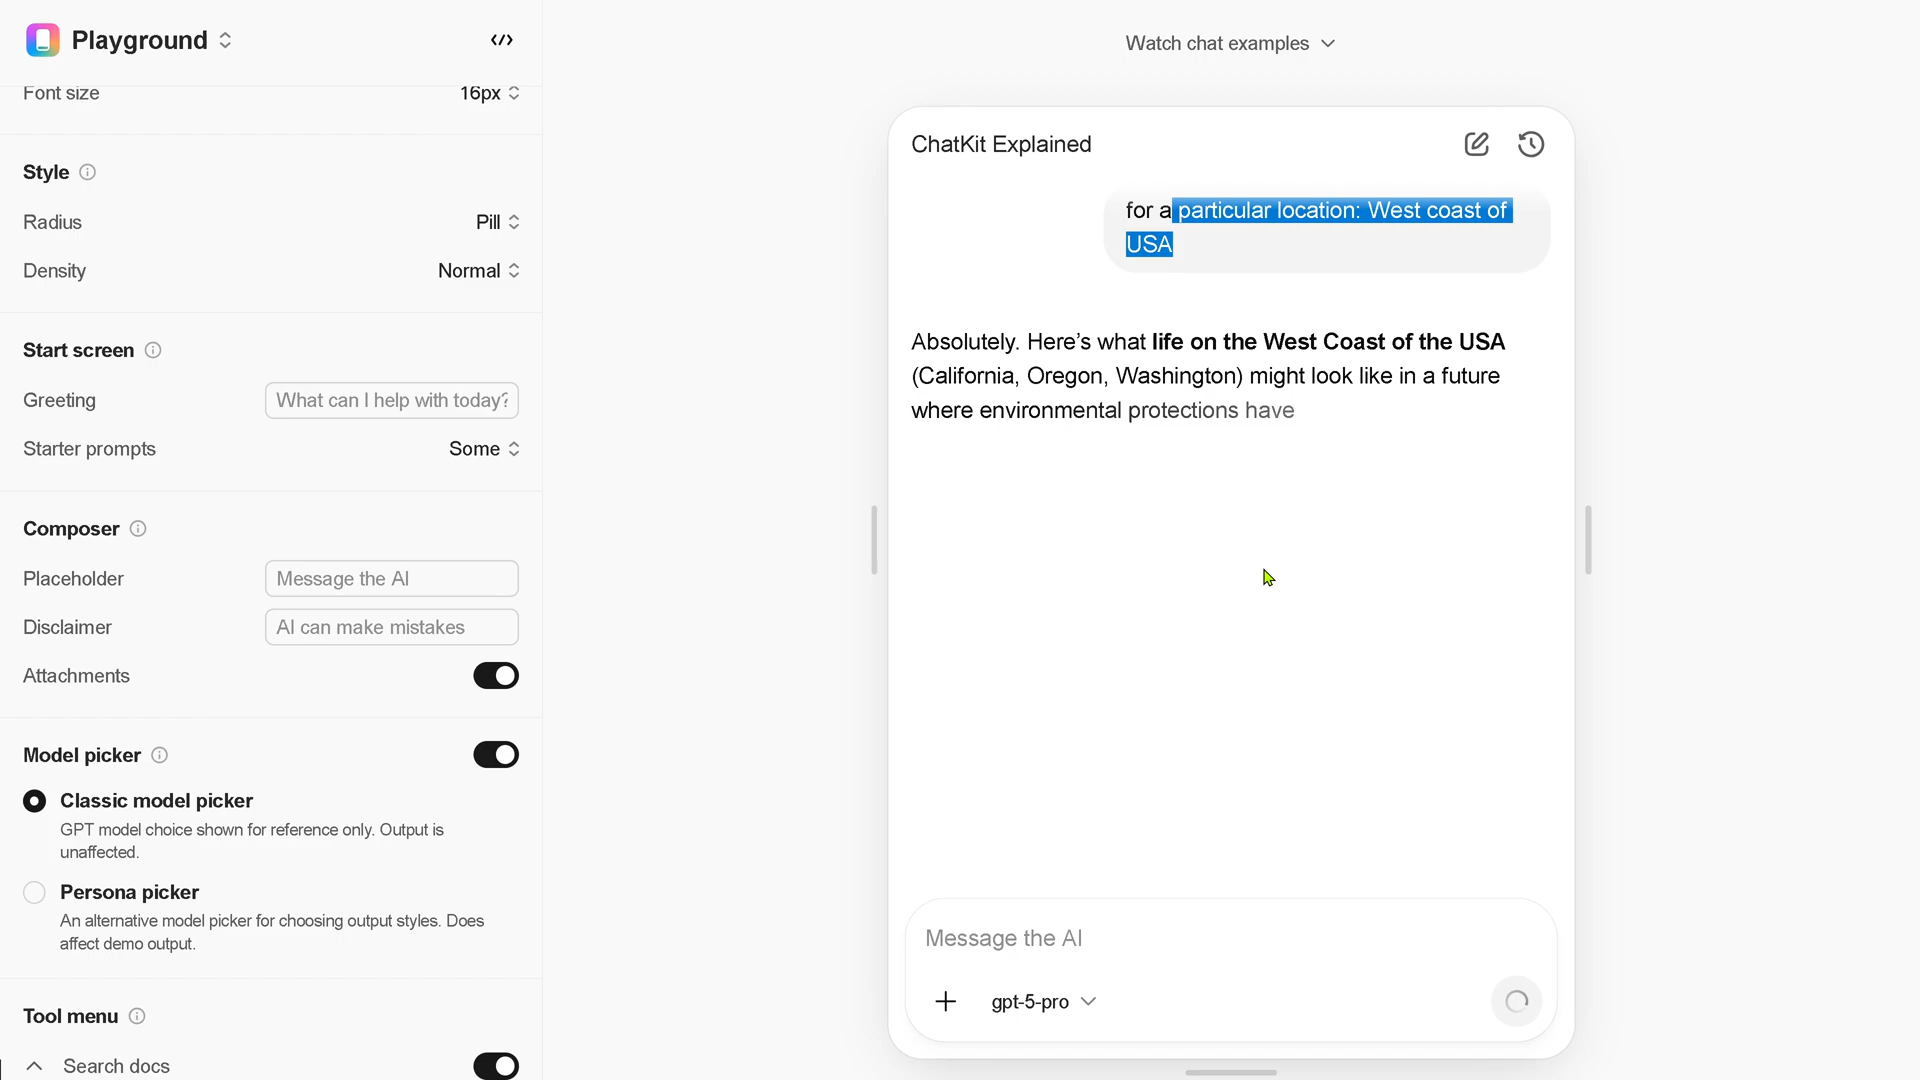 Playground
Font size
16px
Style
Radius
Pill
Density
Normal
Start screen
Greeting
What can I help with today?
Starter prompts
Some
Composer
Placeholder
Message the AI
Disclaimer
AI can make mistakes
Attachments
Model picker
Classic model picker
GPT model choice shown for reference only. Output is
unaffected.
Persona picker
An alternative model picker for choosing output styles. Does
affect demo output.
Tool menu
Search docs
Watch chat examples
ChatKit Explained
for a particular location: West coast of
USA
Absolutely. Here’s what life on the West Coast of the USA
(California, Oregon, Washington) might look like in a future
where environmental protections have
Message the AI
gpt-5-pro